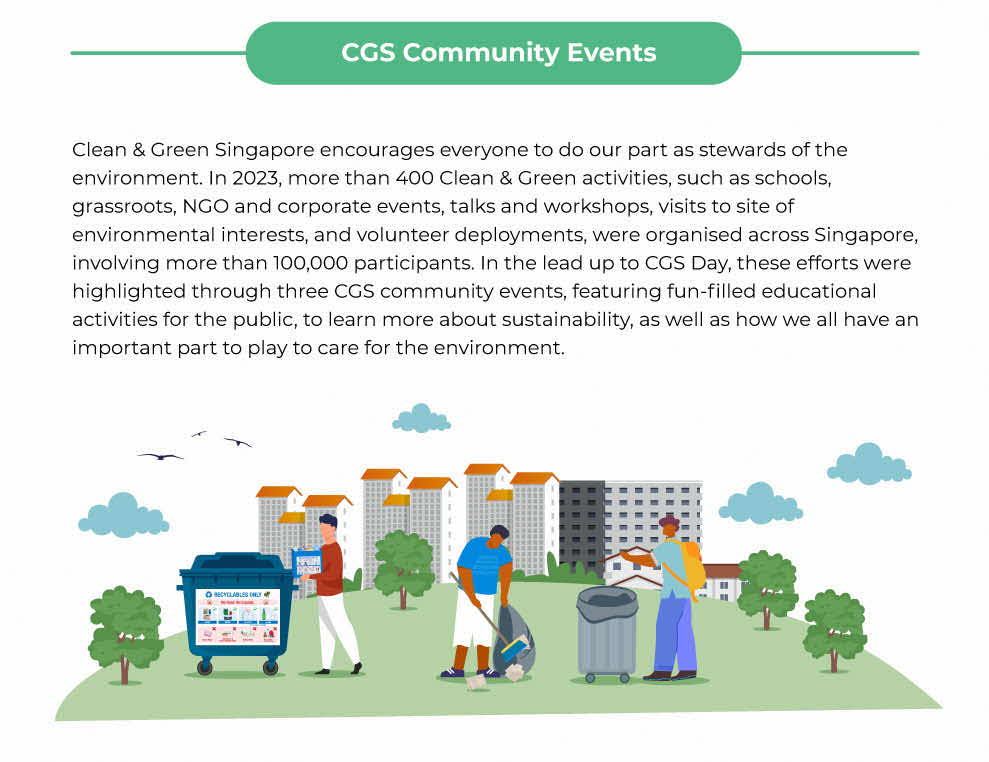 CGS Community Events
Clean & Green Singapore encourages everyone to do our part as stewards of the
environment. In 2023, more than 400 Clean & Green activities, such as schools,
grassroots, NGO and corporate events, talks and workshops, visits to site of
environmental interests, and volunteer deployments, were organised across Singapore,
involving more than 100,000 participants. In the lead up to CGS Day, these efforts were
highlighted through three CGS community events, featuring fun-filled educational
activities for the public, to learn more about sustainability, as well as how we all have an
important part to play to care for the environment.
RECYCLABLES ONLY